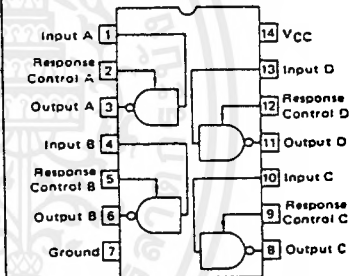 Input A 1
Response
Control A 2
Output A 3
Input B 4
Response
Control B 5
Output B 6
Ground 7
14 VCC
13 Input D
12 Response
Control D
11 Output D
10 Input C
9 Response
Control C
8 Output C